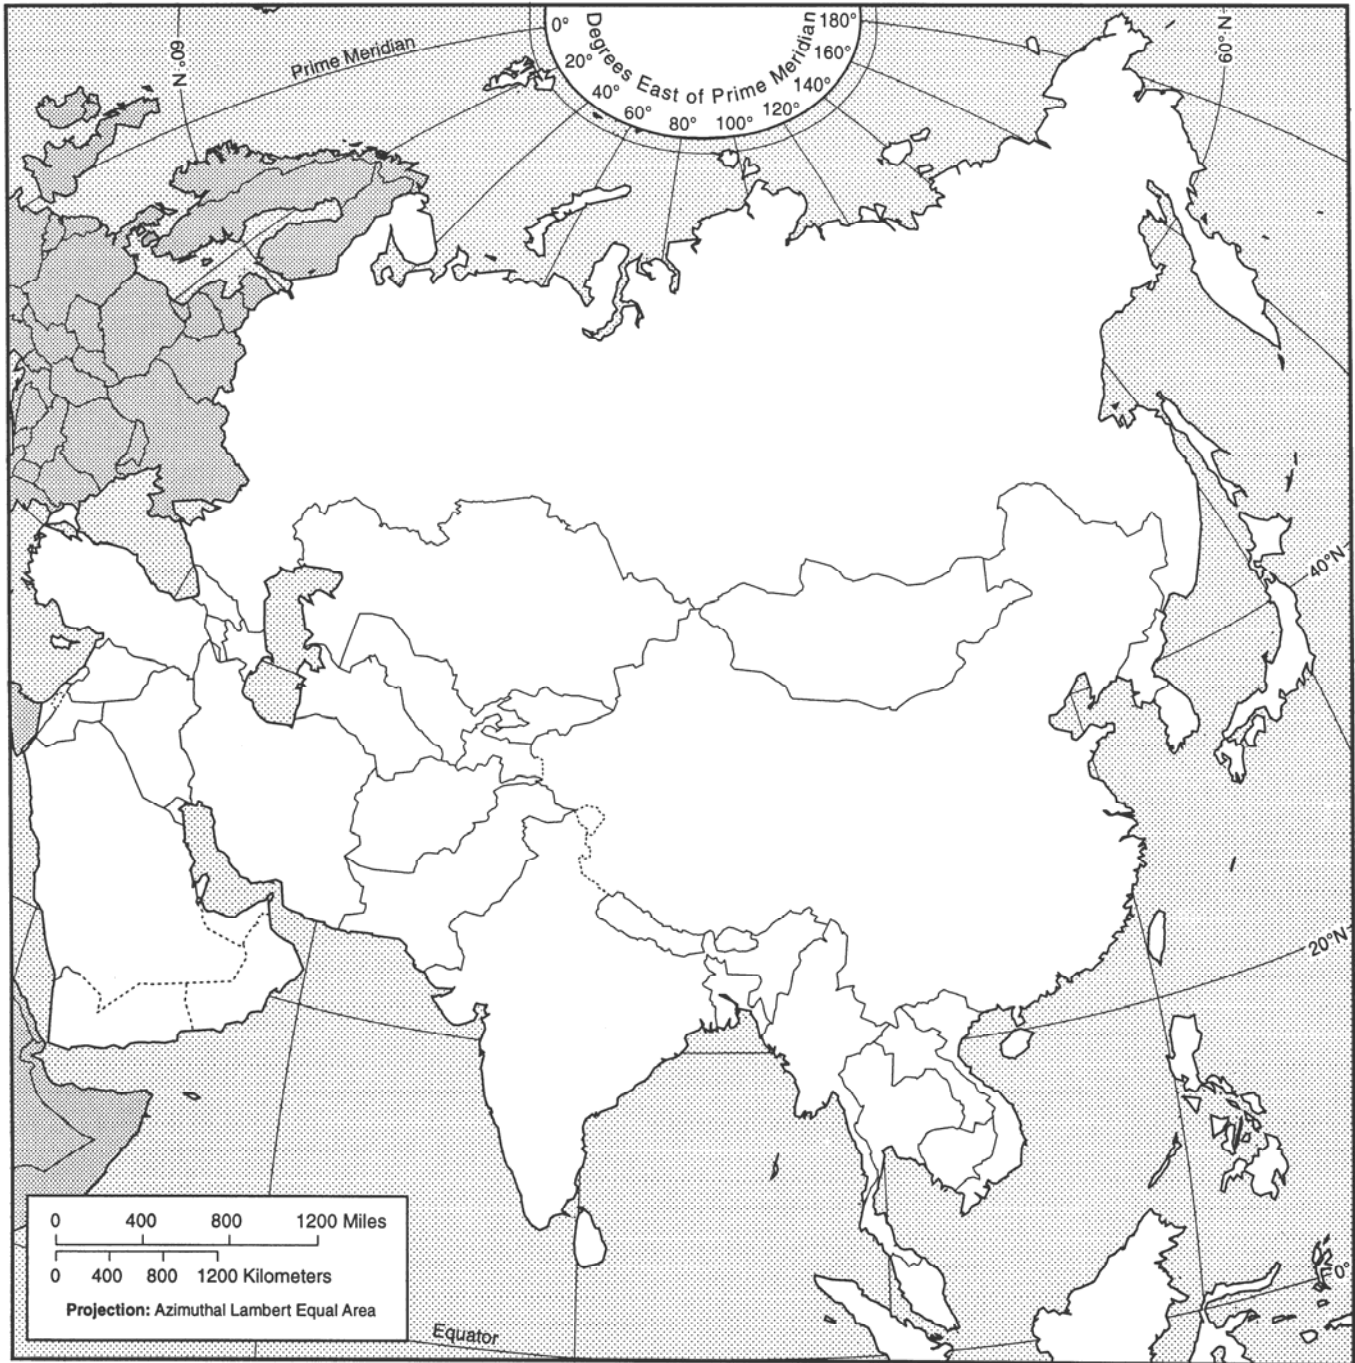 60° N
Prime Meridian
0°
20°
40°
60°
80°
100°
120°
140°
160°
180°
Degrees East of Prime Meridian
60° N
40°N
20°N
0°
Equator
0 400 800 1200 Miles
0 400 800 1200 Kilometers
Projection: Azimuthal Lambert Equal Area